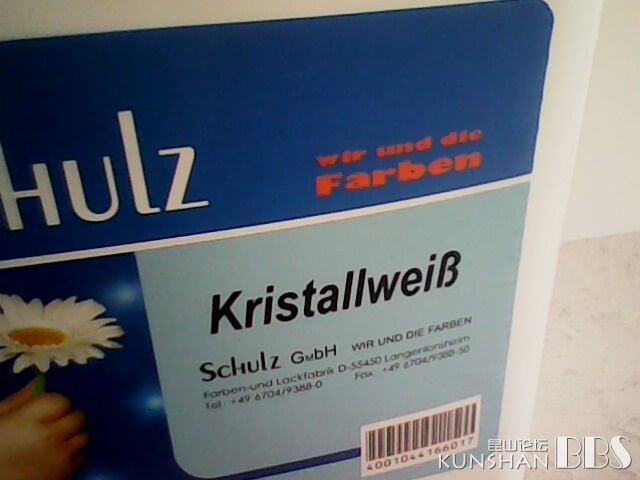 Schulz
wir und die
Farben
Kristallweiß
Schulz GmbH WIR UND DIE FARBEN
Farben-und Lackfabrik D-55450 Langenlonsheim
Tel.: +49 6704/9388-0 Fax: +49 6704/9388-50
4001044166017
昆山论坛
KUNSHAN BBS